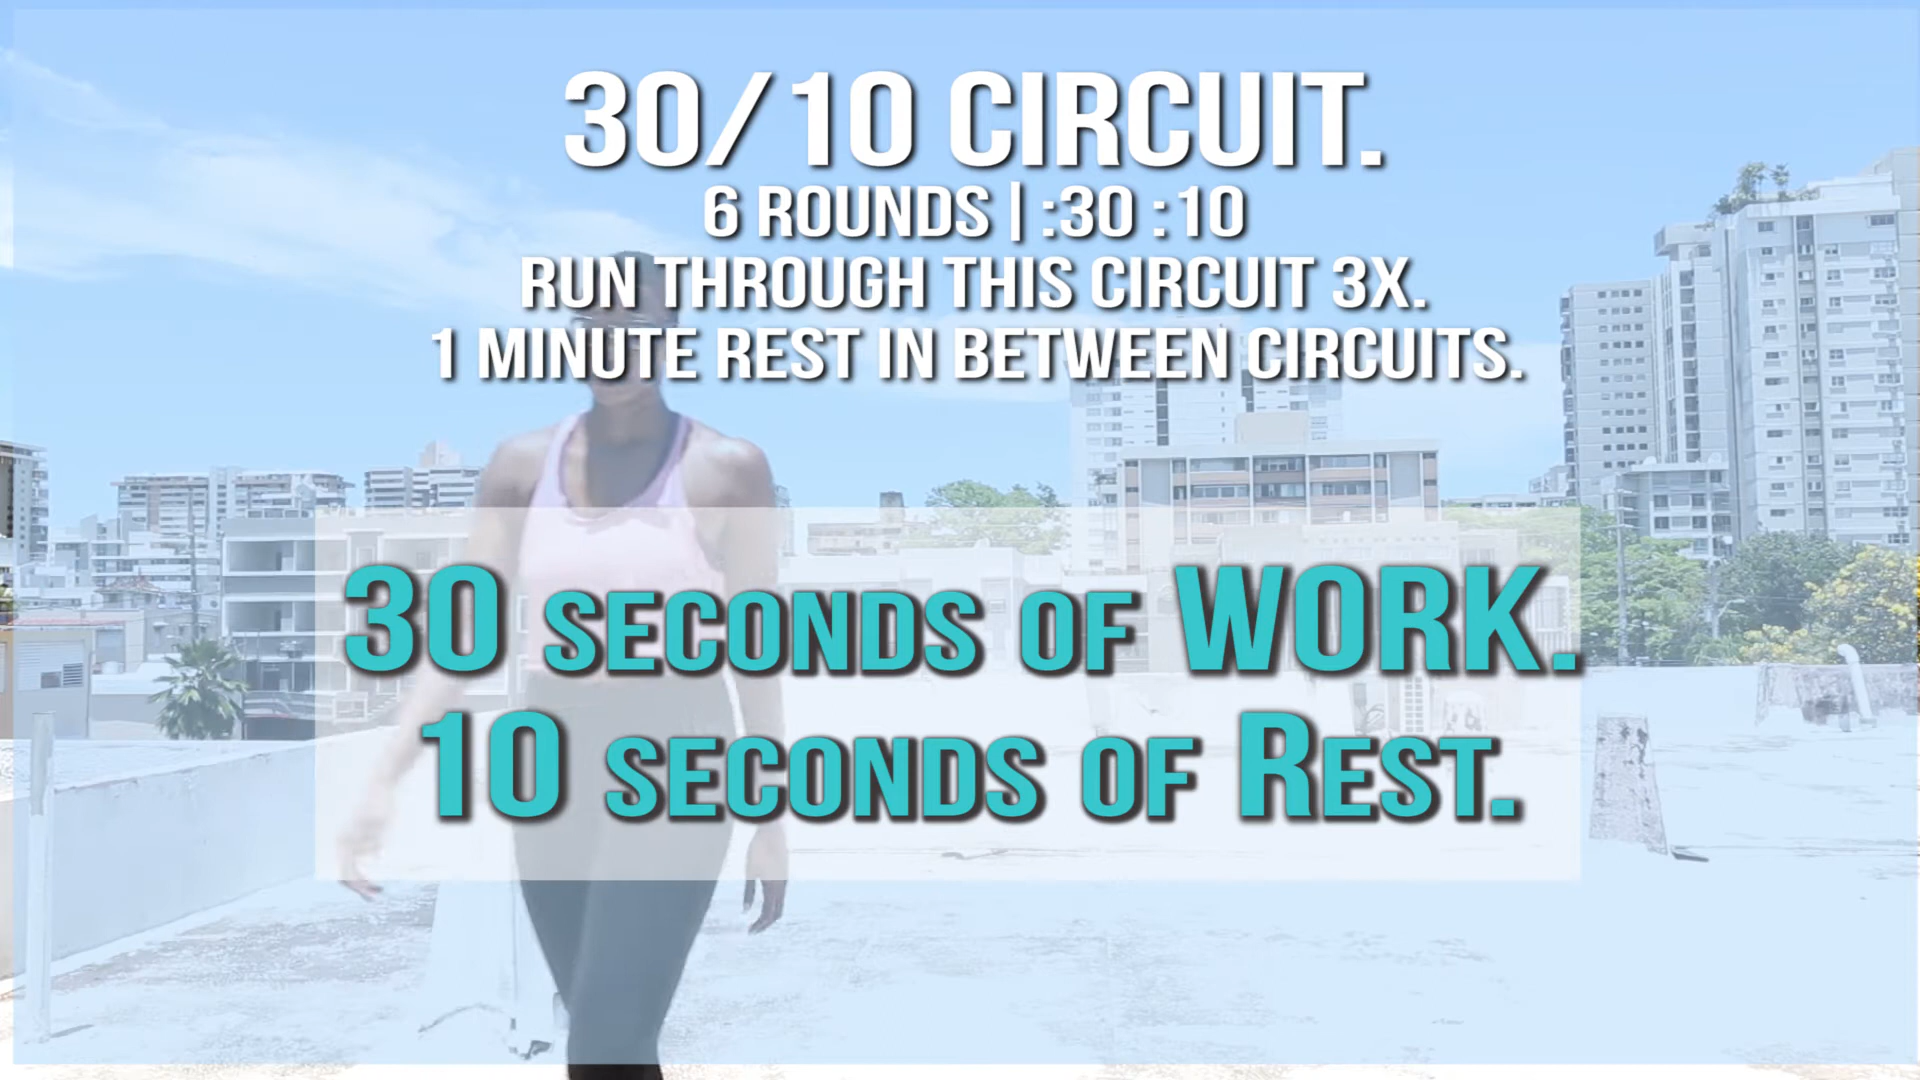 30/10 CIRCUIT.
6 ROUNDS | :30 :10
RUN THROUGH THIS CIRCUIT 3X.
1 MINUTE REST IN BETWEEN CIRCUITS.
30 SECONDS OF WORK.
10 SECONDS OF REST.